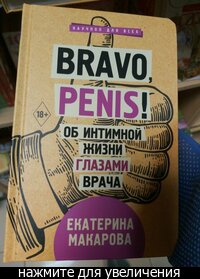 НАУЧПОП ДЛЯ ВСЕХ
BRAVO,
PENIS!
18+
ОБ ИНТИМНОЙ
ЖИЗНИ
ГЛАЗАМИ
ВРАЧА
ЕКАТЕРИНА
МАКАРОВА
нажмите для увеличения